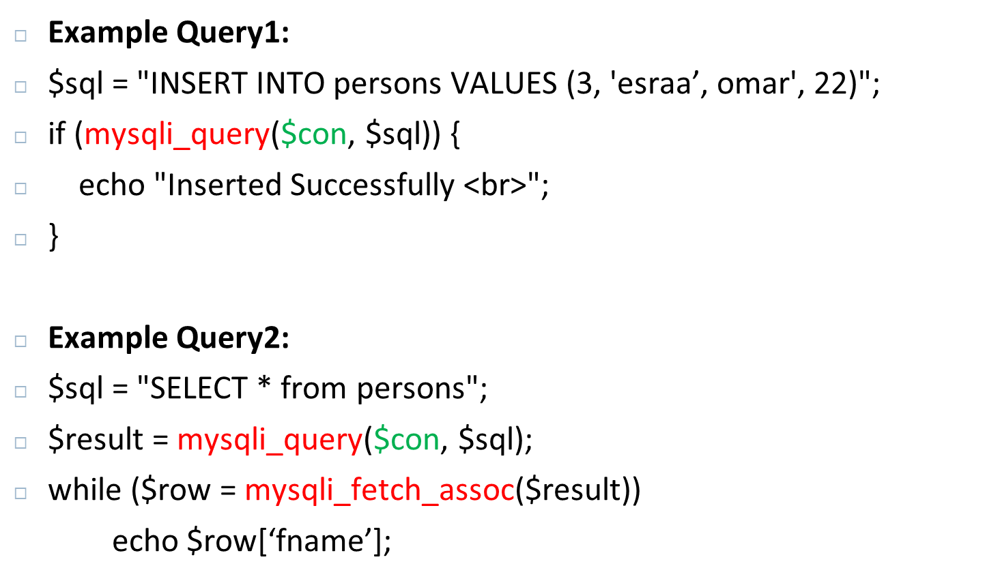 Example Query1:
$sql = "INSERT INTO persons VALUES (3, 'esraa’, omar', 22)";
if (mysqli_query($con, $sql)) {
echo "Inserted Successfully <br>";
}
Example Query2:
$sql = "SELECT * from persons";
$result = mysqli_query($con, $sql);
while ($row = mysqli_fetch_assoc($result))
echo $row[‘fname’];